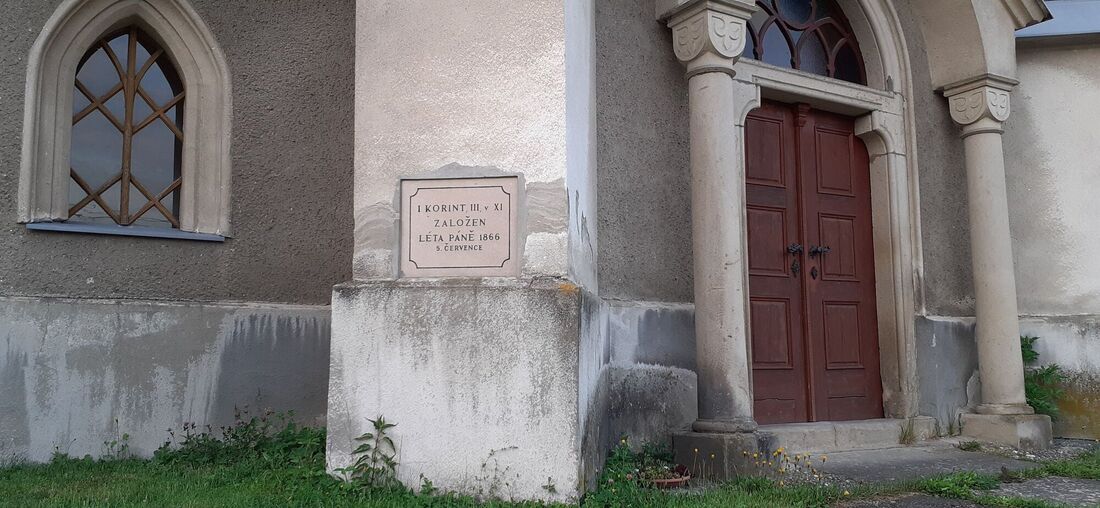 I KORINT, III, v XI
ZALOŽEN
LÉTA PÁNĚ 1866
5. ČERVENCE